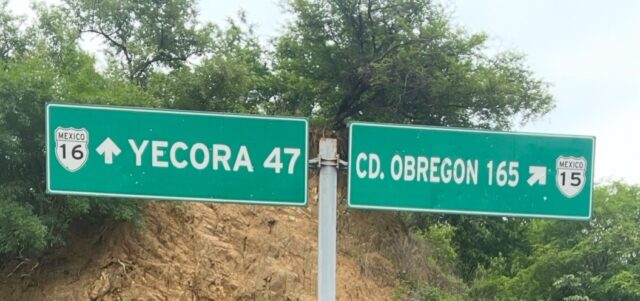 MEXICO
16
YECORA 47
CD. OBREGON 165
MEXICO
15